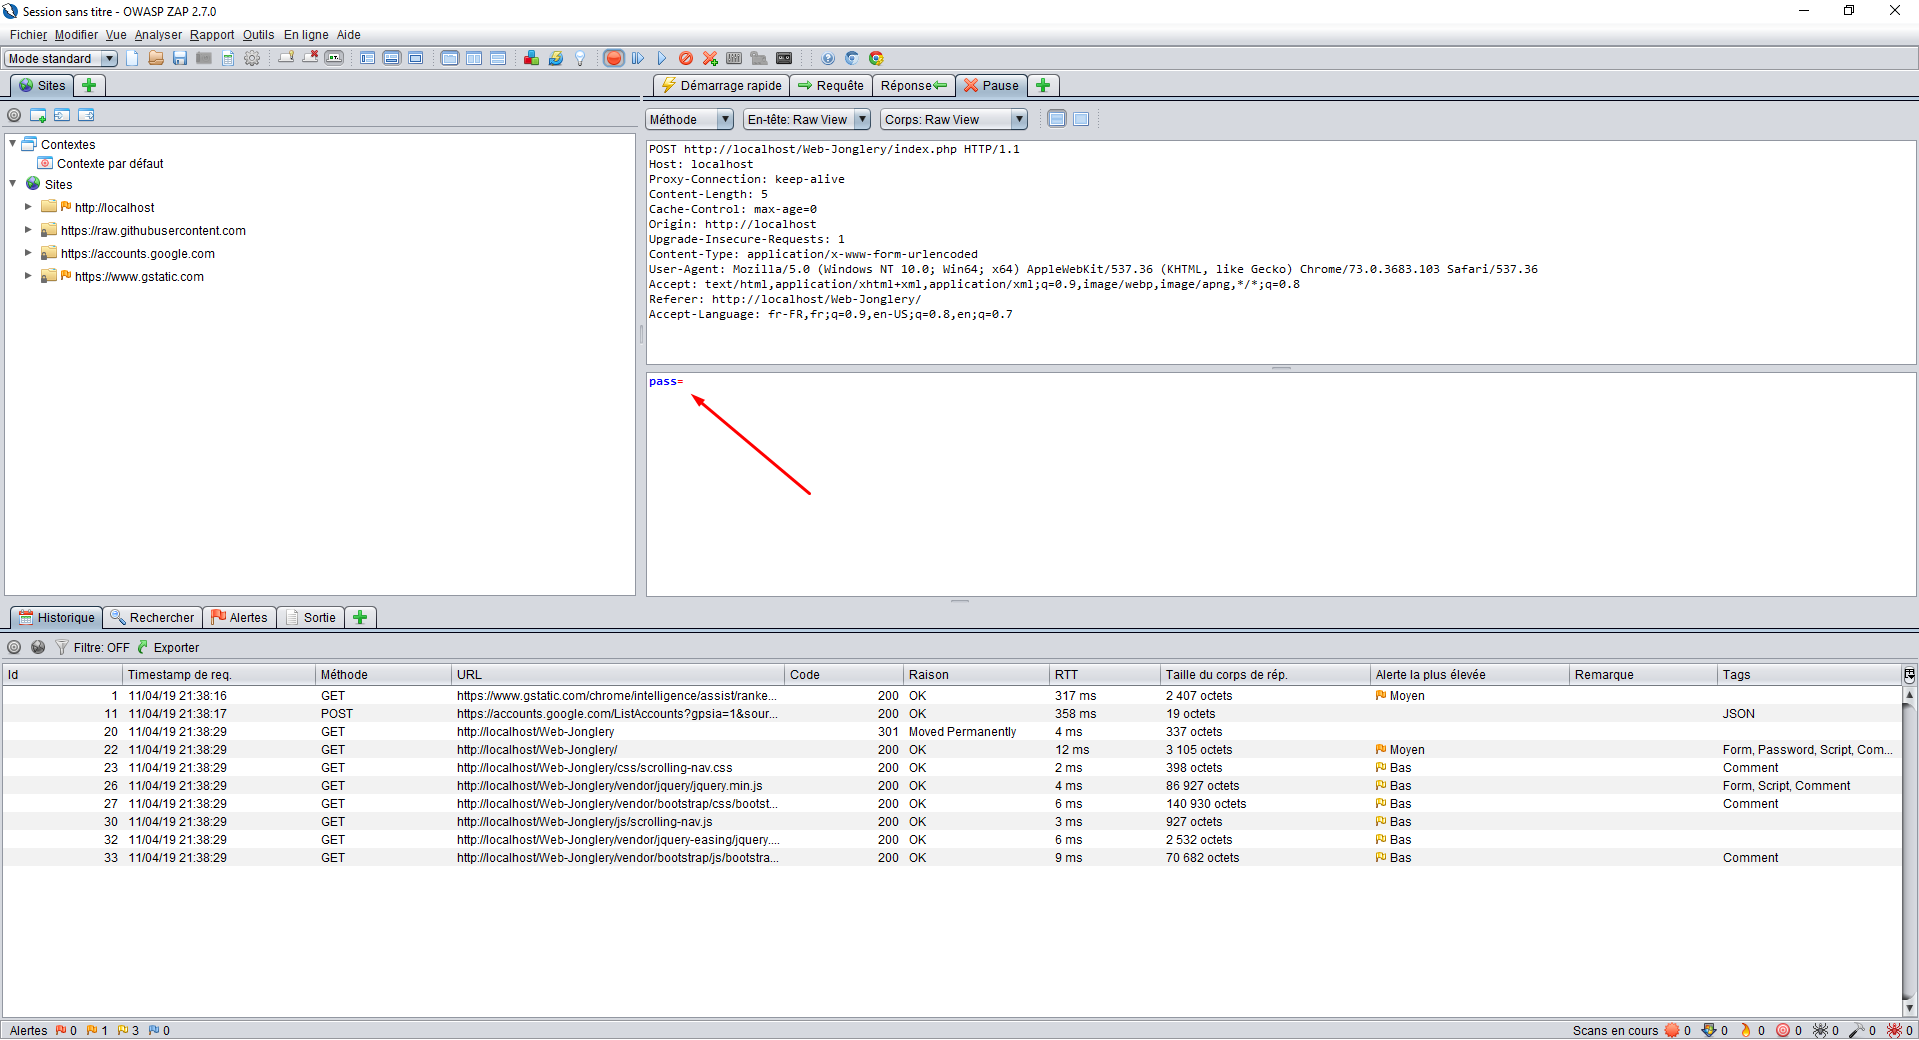 Session sans titre - OWASP ZAP 2.7.0
Fichier Modifier Vue Analyser Rapport Outils En ligne Aide
Mode standard
Sites
Démarrage rapide Requête Réponse Pause
Méthode En-tête: Raw View Corps: Raw View
Contextes
Contexte par défaut
Sites
http://localhost
https://raw.githubusercontent.com
https://accounts.google.com
https://www.gstatic.com
POST http://localhost/Web-Jonglery/index.php HTTP/1.1
Host: localhost
Proxy-Connection: keep-alive
Content-Length: 5
Cache-Control: max-age=0
Origin: http://localhost
Upgrade-Insecure-Requests: 1
Content-Type: application/x-www-form-urlencoded
User-Agent: Mozilla/5.0 (Windows NT 10.0; Win64; x64) AppleWebKit/537.36 (KHTML, like Gecko) Chrome/73.0.3683.103 Safari/537.36
Accept: text/html,application/xhtml+xml,application/xml;q=0.9,image/webp,image/apng,*/*;q=0.8
Referer: http://localhost/Web-Jonglery/
Accept-Language: fr-FR,fr;q=0.9,en-US;q=0.8,en;q=0.7
pass=
Historique Rechercher Alertes Sortie
Filtre: OFF Exporter
Id Timestamp de req. Méthode URL Code Raison RTT Taille du corps de rép. Alerte la plus élevée Remarque Tags
1 11/04/19 21:38:16 GET https://www.gstatic.com/chrome/intelligence/assist/ranke... 200 OK 317 ms 2 407 octets Moyen
11 11/04/19 21:38:17 POST https://accounts.google.com/ListAccounts?gpsia=1&sour... 200 OK 358 ms 19 octets JSON
20 11/04/19 21:38:29 GET http://localhost/Web-Jonglery 301 Moved Permanently 4 ms 337 octets
22 11/04/19 21:38:29 GET http://localhost/Web-Jonglery/ 200 OK 12 ms 3 105 octets Moyen Form, Password, Script, Com...
23 11/04/19 21:38:29 GET http://localhost/Web-Jonglery/css/scrolling-nav.css 200 OK 2 ms 398 octets Bas Comment
26 11/04/19 21:38:29 GET http://localhost/Web-Jonglery/vendor/jquery/jquery.min.js 200 OK 4 ms 86 927 octets Bas Form, Script, Comment
27 11/04/19 21:38:29 GET http://localhost/Web-Jonglery/vendor/bootstrap/css/bootst... 200 OK 6 ms 140 930 octets Bas Comment
30 11/04/19 21:38:29 GET http://localhost/Web-Jonglery/js/scrolling-nav.js 200 OK 3 ms 927 octets Bas
32 11/04/19 21:38:29 GET http://localhost/Web-Jonglery/vendor/jquery-easing/jquery.... 200 OK 6 ms 2 532 octets Bas
33 11/04/19 21:38:29 GET http://localhost/Web-Jonglery/vendor/bootstrap/js/bootstra... 200 OK 9 ms 70 682 octets Bas Comment
Alertes 0 1 3 0 Scans en cours 0 0 0 0 0 0 0